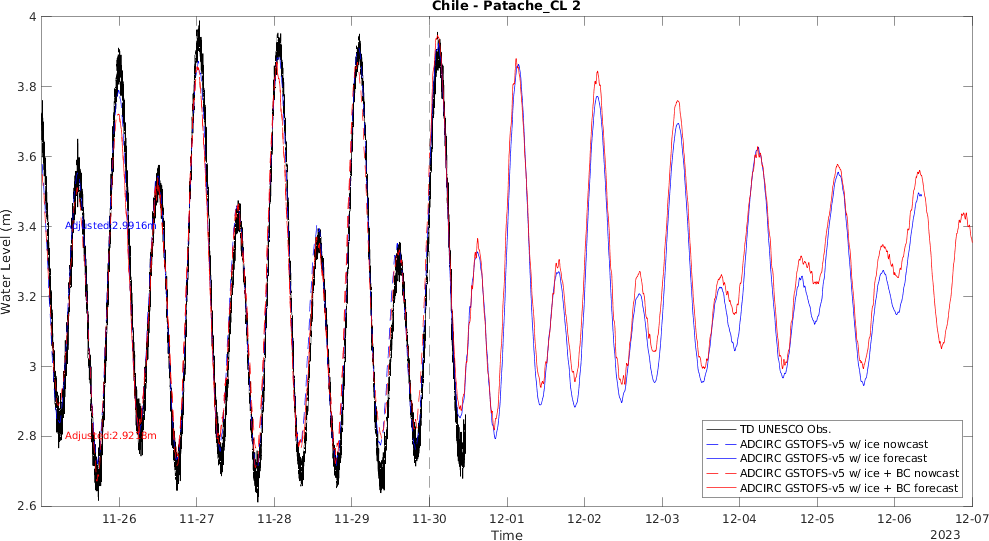 Chile - Patache_CL 2
4
3.8
3.6
3.4
3.2
3
2.8
2.6
Water Level (m)
Adjusted:2.9916m
Adjusted:2.9218m
TD UNESCO Obs.
ADCIRC GSTOFS-v5 w/ ice nowcast
ADCIRC GSTOFS-v5 w/ ice forecast
ADCIRC GSTOFS-v5 w/ ice + BC nowcast
ADCIRC GSTOFS-v5 w/ ice + BC forecast
11-26 11-27 11-28 11-29 11-30 12-01 12-02 12-03 12-04 12-05 12-06 12-07
Time
2023